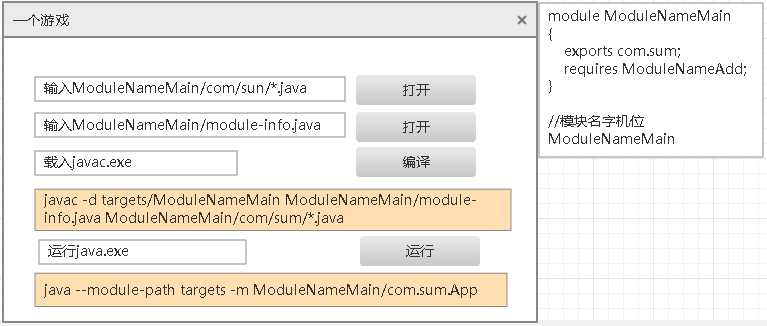 一个游戏
输入ModuleNameMain/com/sun/*.java
打开
输入ModuleNameMain/module-info.java
打开
载入javac.exe
编译
javac -d targets/ModuleNameMain ModuleNameMain/module-
info.java ModuleNameMain/com/sum/*.java
运行java.exe
运行
java --module-path targets -m ModuleNameMain/com.sum.App
module ModuleNameMain
{
exports com.sum;
requires ModuleNameAdd;
}
//模块名字机位
ModuleNameMain